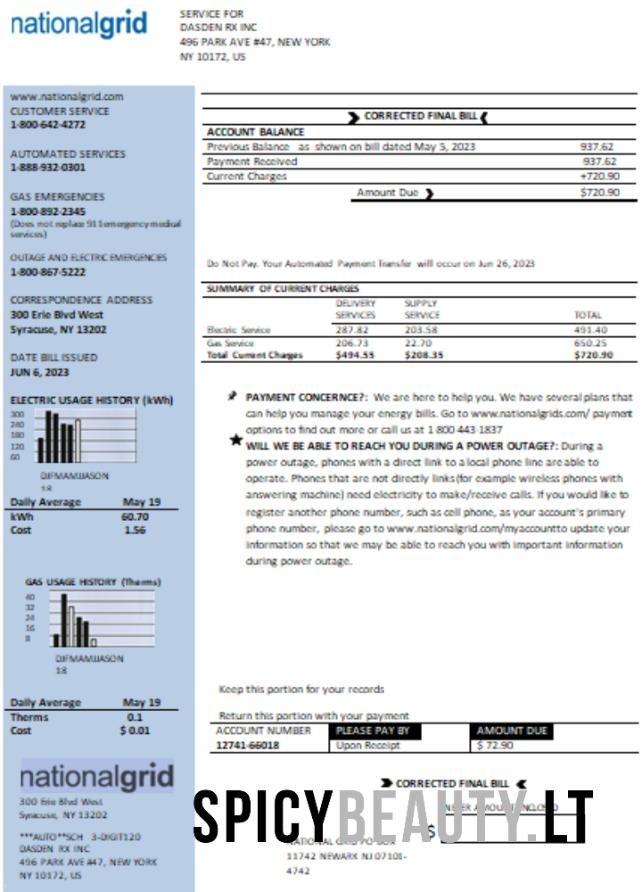 nationalgrid
SERVICE FOR
DASDEN RX INC
496 PARK AVE #47, NEW YORK
NY 10172, US
www.nationalgrid.com
CUSTOMER SERVICE
1-800-642-4272
AUTOMATED SERVICES
1-888-932-0301
GAS EMERGENCIES
1-800-892-2345
(Does not replace 911emergency medical
services)
OUTAGE AND ELECTRIC EMERGENCIES
1-800-867-5222
CORRESPONDENCE ADDRESS
300 Erie Blvd West
Syracuse, NY 13202
DATE BILL ISSUED
JUN 6, 2023
ELECTRIC USAGE HISTORY (kWh)
300
240
180
120
60
DJFMAMJJASON
18
Daily Average May 19
kWh 60.70
Cost 1.56
GAS USAGE HISTORY (Therms)
40
32
24
16
8
DJFMAMJJASON
18
Daily Average May 19
Therms 0.1
Cost $ 0.01
nationalgrid
300 Erie Blvd West
Syracuse, NY 13202
***AUTO**SCH 3-DIGIT120
DASDEN RX INC
496 PARK AVE #47, NEW YORK
NY 10172, US
CORRECTED FINAL BILL
ACCOUNT BALANCE
Previous Balance as shown on bill dated May 5, 2023 937.62
Payment Received 937.62
Current Charges +720.90
Amount Due $720.90
Do Not Pay. Your Automated Payment Transfer will occur on Jun 26, 2023
SUMMARY OF CURRENT CHARGES
DELIVERY SUPPLY
SERVICES SERVICE TOTAL
Electric Service 287.82 203.58 491.40
Gas Service 206.73 22.70 650.25
Total Current Charges $494.55 $208.35 $720.90
PAYMENT CONCERNCE?: We are here to help you. We have several plans that
can help you manage your energy bills. Go to www.nationalgrids.com/ payment
options to find out more or call us at 1 800 443-1837
WILL WE BE ABLE TO REACH YOU DURING A POWER OUTAGE?: During a
power outage, phones with a direct link to a local phone line are able to
operate. Phones that are not directly links (for example wireless phones with
answering machine) need electricity to make/receive calls. If you would like to
register another phone number, such as cell phone, as your account's primary
phone number, please go to www.nationalgrid.com/myaccountto update your
information so that we may be able to reach you with important information
during power outage.
Keep this portion for your records
Return this portion with your payment
ACCOUNT NUMBER PLEASE PAY BY AMOUNT DUE
12741-66018 Upon Receipt $ 72.90
CORRECTED FINAL BILL
SPICYBEAUTY.LT
$
NATIONAL GRID PO BOX
11742 NEWARK NJ 07101-
4742